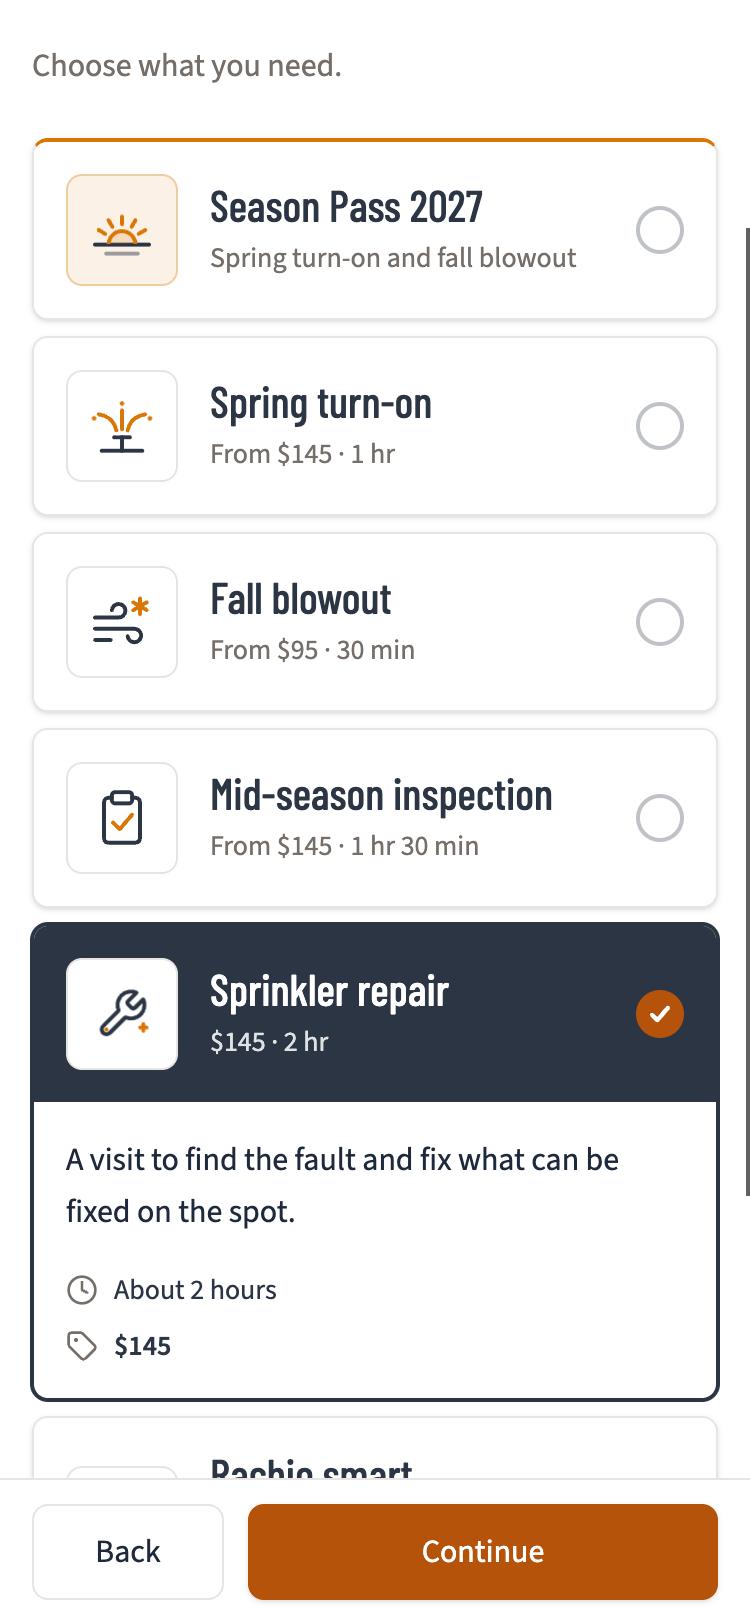 Choose what you need.
Season Pass 2027
Spring turn-on and fall blowout
Spring turn-on
From $145 · 1 hr
Fall blowout
From $95 · 30 min
Mid-season inspection
From $145 · 1 hr 30 min
Sprinkler repair
$145 · 2 hr
A visit to find the fault and fix what can be
fixed on the spot.
About 2 hours
$145
Rachio smart
Back
Continue